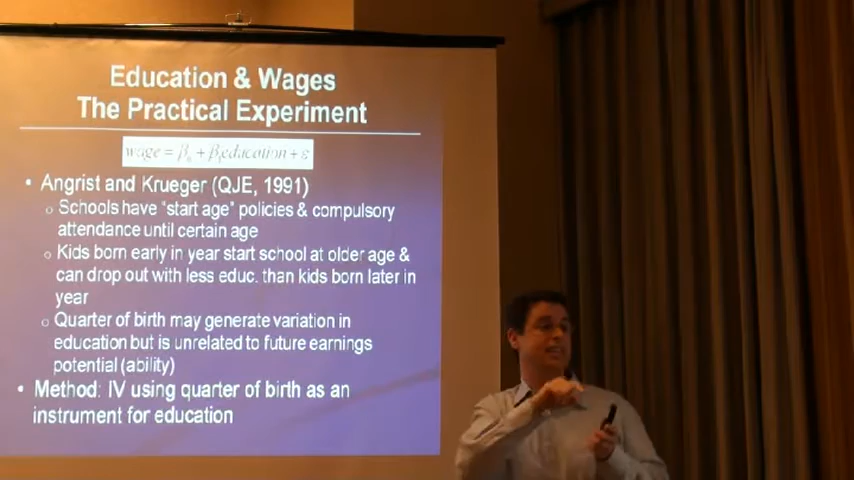 Education & Wages
The Practical Experiment
wage = β₀ + β₁education + ε
• Angrist and Krueger (QJE, 1991)
o Schools have "start age" policies & compulsory
attendance until certain age
o Kids born early in year start school at older age &
can drop out with less educ. than kids born later in
year
o Quarter of birth may generate variation in
education but is unrelated to future earnings
potential (ability)
• Method: IV using quarter of birth as an
instrument for education